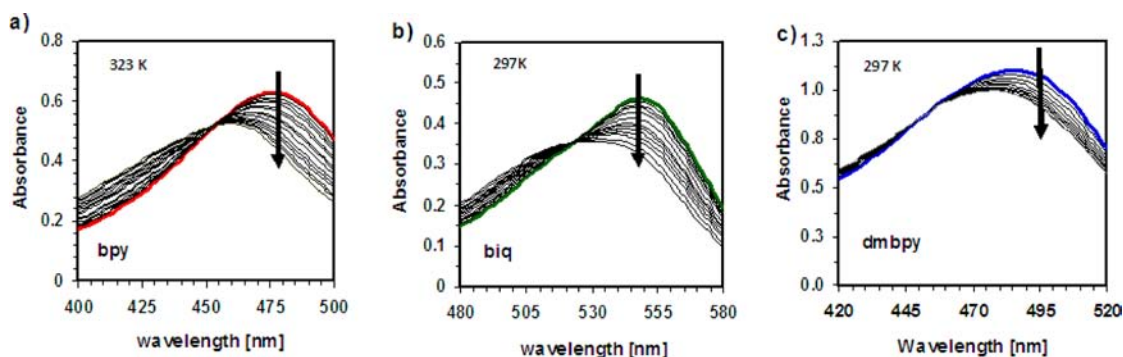 a)
0.8
0.6
0.4
0.2
0
Absorbance
323 K
bpy
400 425 450 475 500
wavelength [nm]
b)
0.6
0.5
0.4
0.3
0.2
0.1
0
Absorbance
297K
biq
480 505 530 555 580
wavelength [nm]
c)
1.3
1.0
0.8
0.5
0.3
0.0
Absorbance
297 K
dmbpy
420 445 470 495 520
Wavelength [nm]